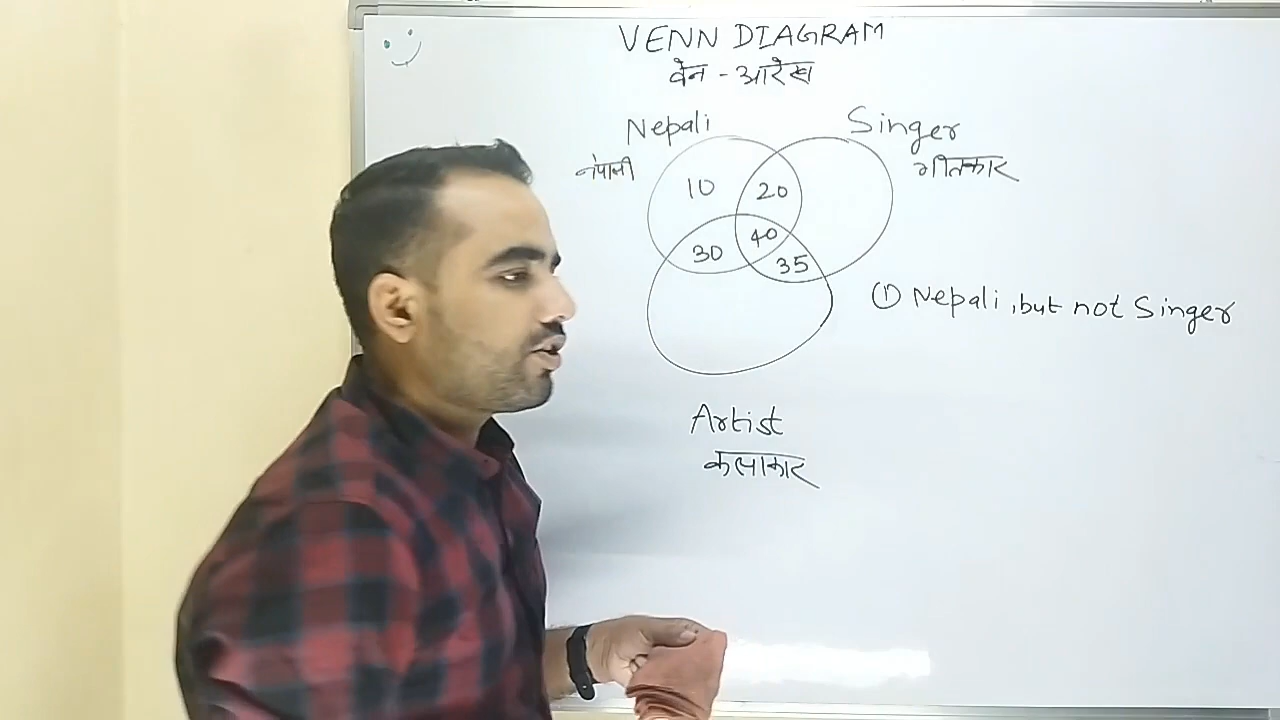 VENN DIAGRAM
वेन - आरेख
Nepali
Singer
नेपाली
गीतकार
10
20
40
30
35
① Nepali, but not Singer
Artist
कलाकार